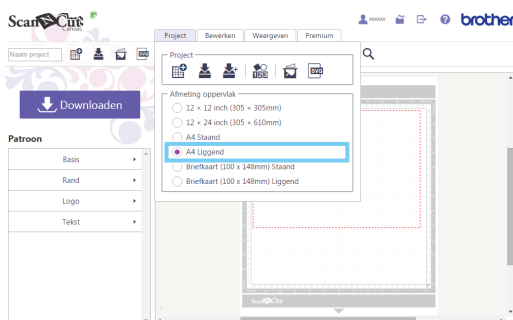 ScanNCut
Canvas
xxxxxx
brother
Project Bewerken Weergeven Premium
Naam project
SVG
Project
SVG
Afmeting oppervlak
12 × 12 inch (305 × 305mm)
12 × 24 inch (305 × 610mm)
A4 Staand
A4 Liggend
Briefkaart (100 x 148mm) Staand
Briefkaart (100 x 148mm) Liggend
Downloaden
Patroon
Basis
Rand
Logo
Tekst
ScanNCut